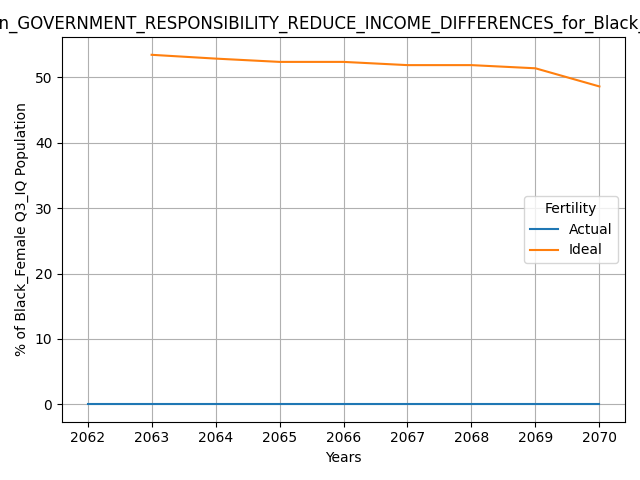 n_GOVERNMENT_RESPONSIBILITY_REDUCE_INCOME_DIFFERENCES_for_Black_
% of Black_Female Q3_IQ Population
50
40
30
20
10
0
Fertility
Actual
Ideal
2062 2063 2064 2065 2066 2067 2068 2069 2070
Years